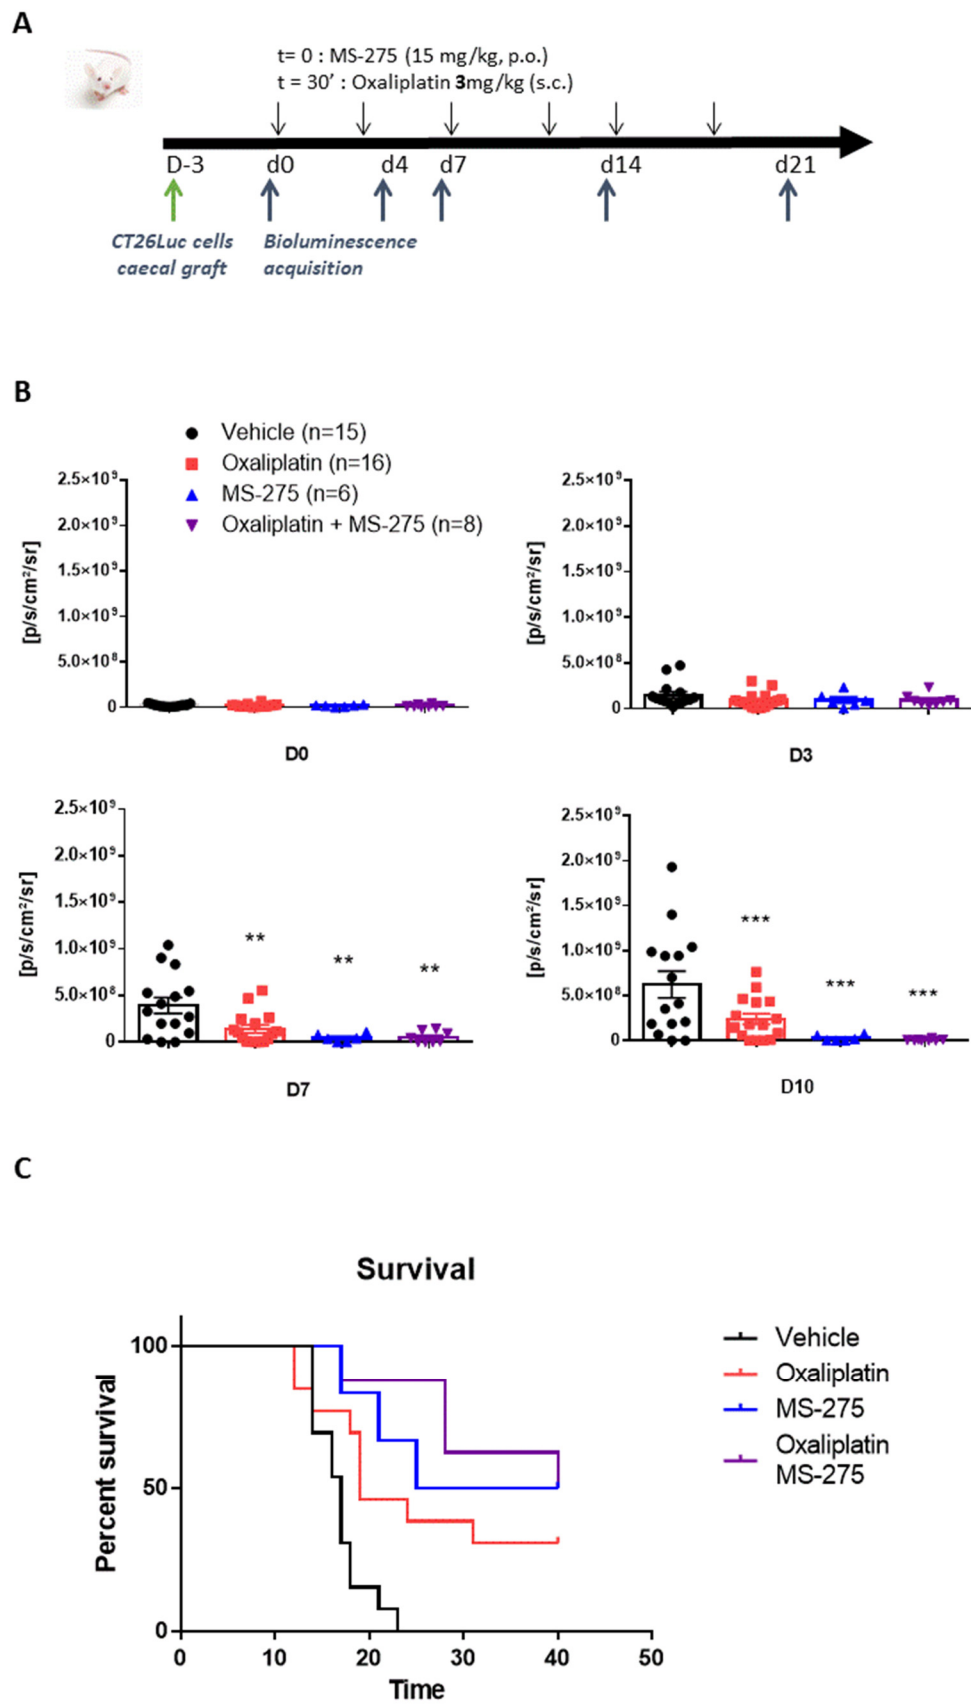 A
t= 0 : MS-275 (15 mg/kg, p.o.)
t = 30’ : Oxaliplatin 3mg/kg (s.c.)
D-3 d0 d4 d7 d14 d21
CT26Luc cells
caecal graft
Bioluminescence
acquisition
B
Vehicle (n=15)
Oxaliplatin (n=16)
MS-275 (n=6)
Oxaliplatin + MS-275 (n=8)
[p/s/cm²/sr]
2.5×10⁹
2.0×10⁹
1.5×10⁹
1.0×10⁹
5.0×10⁸
0
D0
[p/s/cm²/sr]
2.5×10⁹
2.0×10⁹
1.5×10⁹
1.0×10⁹
5.0×10⁸
0
D3
[p/s/cm²/sr]
2.5×10⁹
2.0×10⁹
1.5×10⁹
1.0×10⁹
5.0×10⁸
0
** ** **
D7
[p/s/cm²/sr]
2.5×10⁹
2.0×10⁹
1.5×10⁹
1.0×10⁹
5.0×10⁸
0
*** *** ***
D10
C
Survival
Percent survival
100
50
0
0 10 20 30 40 50
Time
Vehicle
Oxaliplatin
MS-275
Oxaliplatin
MS-275